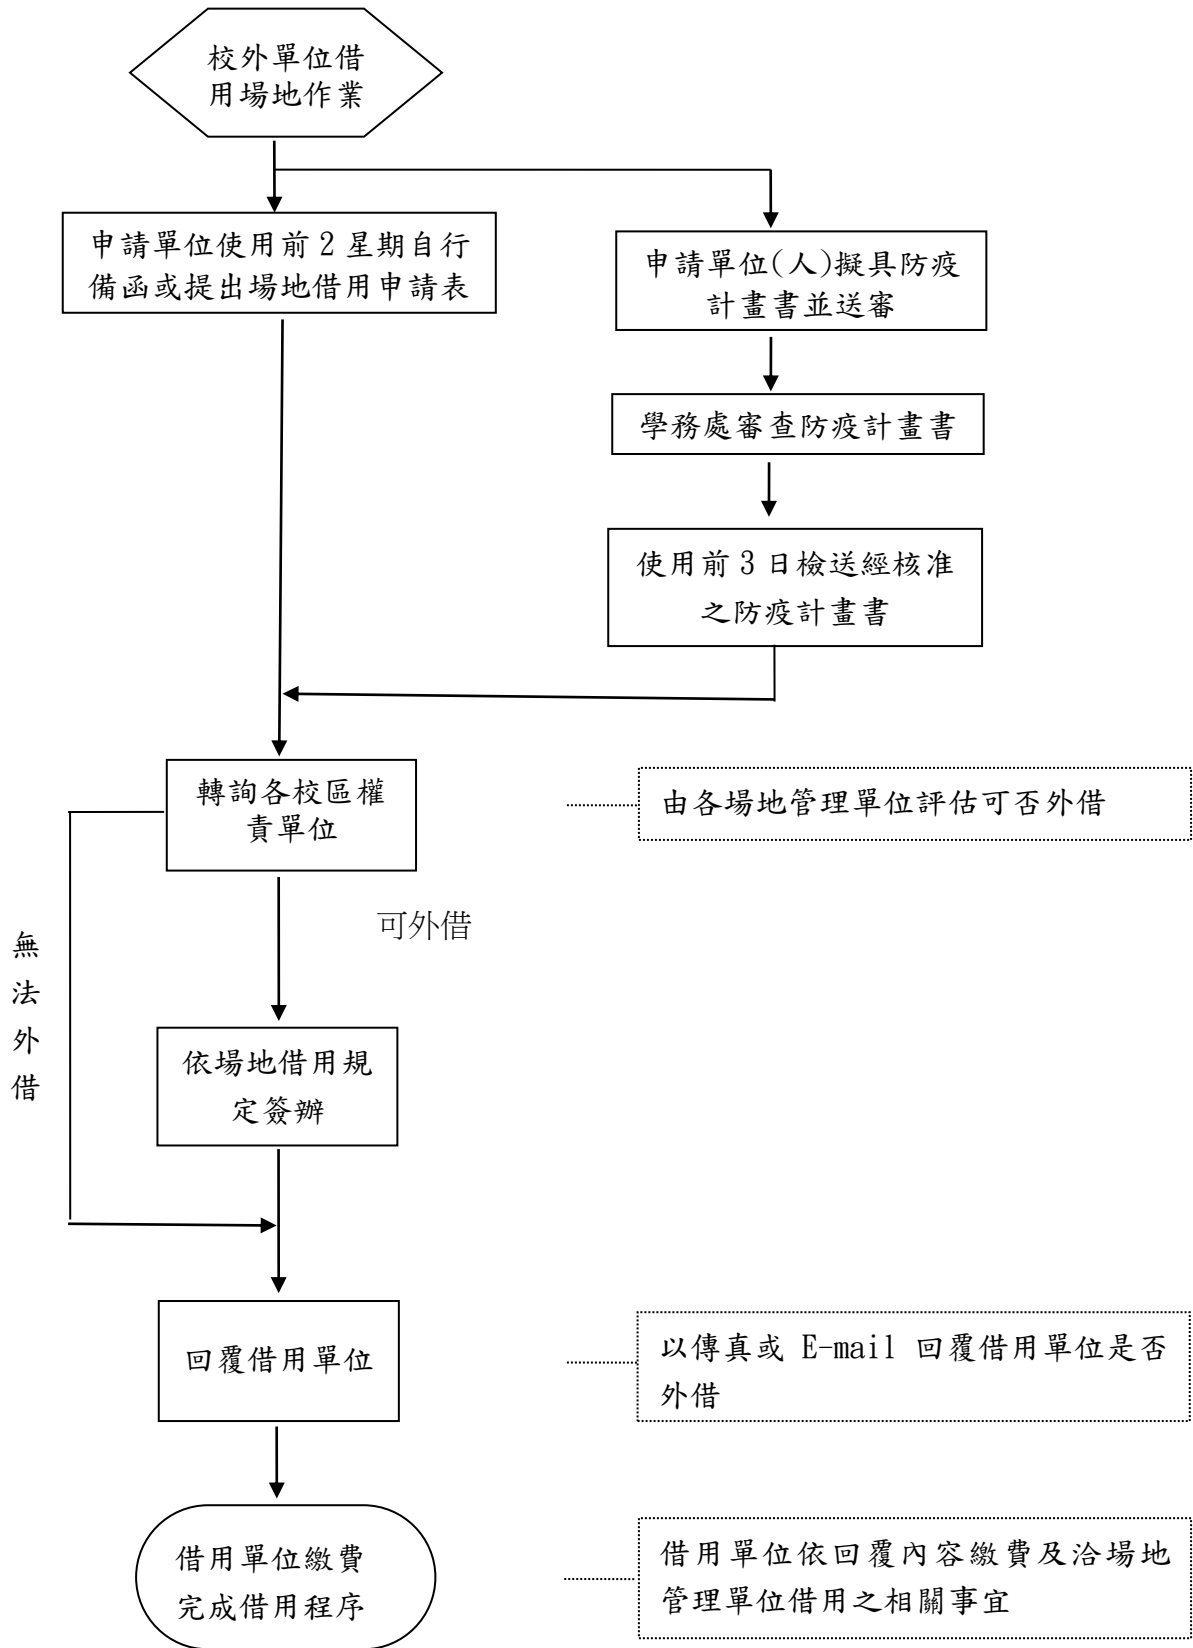 校外單位借
用場地作業
申請單位使用前2星期自行
備函或提出場地借用申請表
申請單位(人)擬具防疫
計畫書並送審
學務處審查防疫計畫書
使用前3日檢送經核准
之防疫計畫書
轉詢各校區權
責單位
由各場地管理單位評估可否外借
可外借
無
法
外
借
依場地借用規
定簽辦
回覆借用單位
以傳真或 E-mail 回覆借用單位是否
外借
借用單位繳費
完成借用程序
借用單位依回覆內容繳費及洽場地
管理單位借用之相關事宜